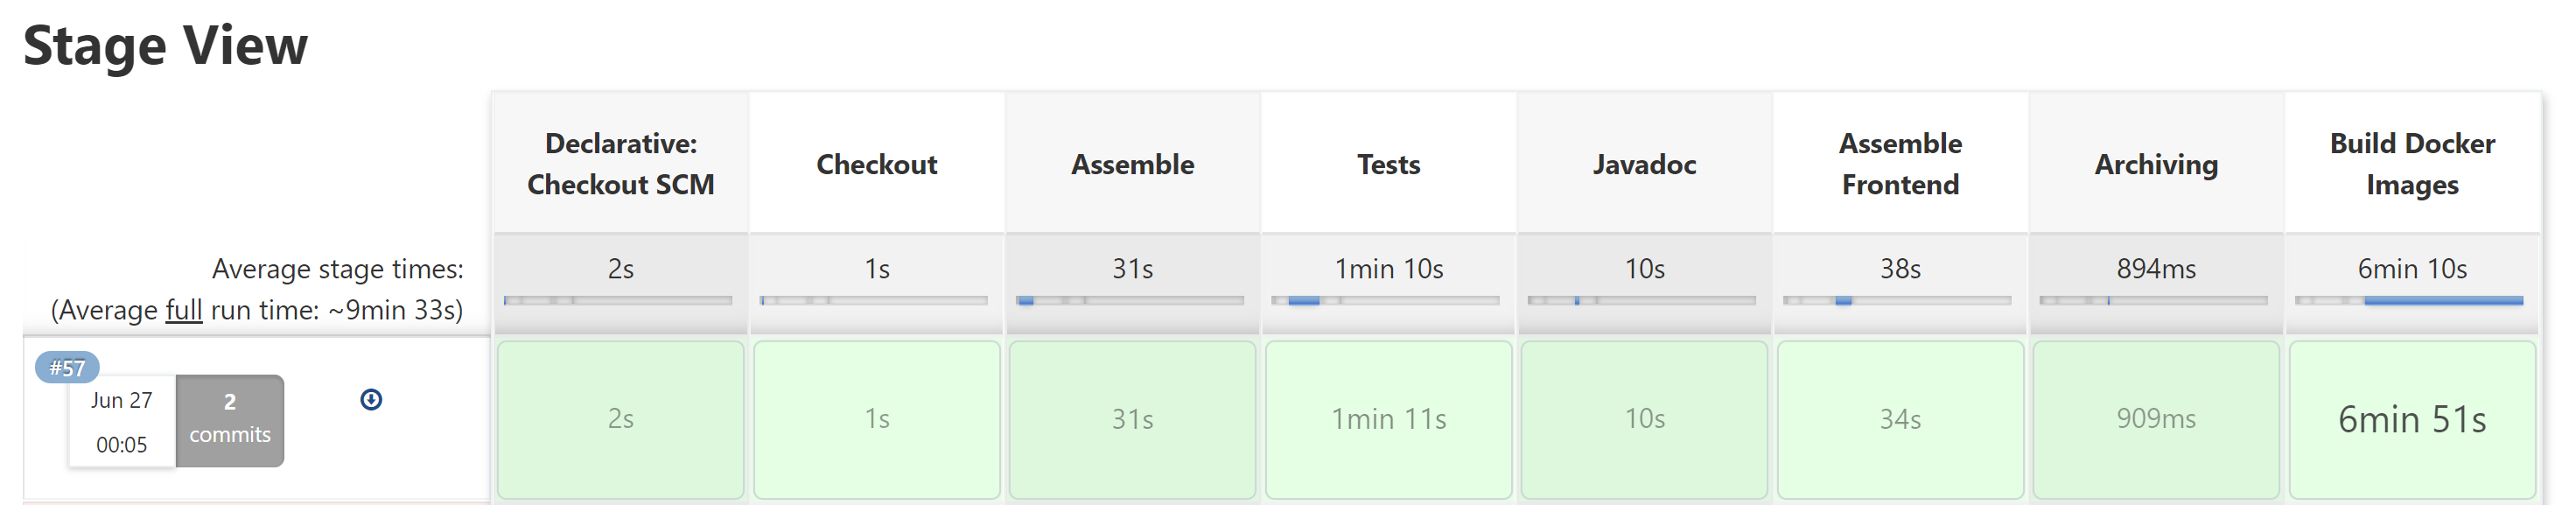 Stage View
Declarative:
Checkout SCM
Checkout
Assemble
Tests
Javadoc
Assemble
Frontend
Archiving
Build Docker
Images
Average stage times:
(Average full run time: ~9min 33s)
2s
1s
31s
1min 10s
10s
38s
894ms
6min 10s
#57
Jun 27
00:05
2
commits
2s
1s
31s
1min 11s
10s
34s
909ms
6min 51s